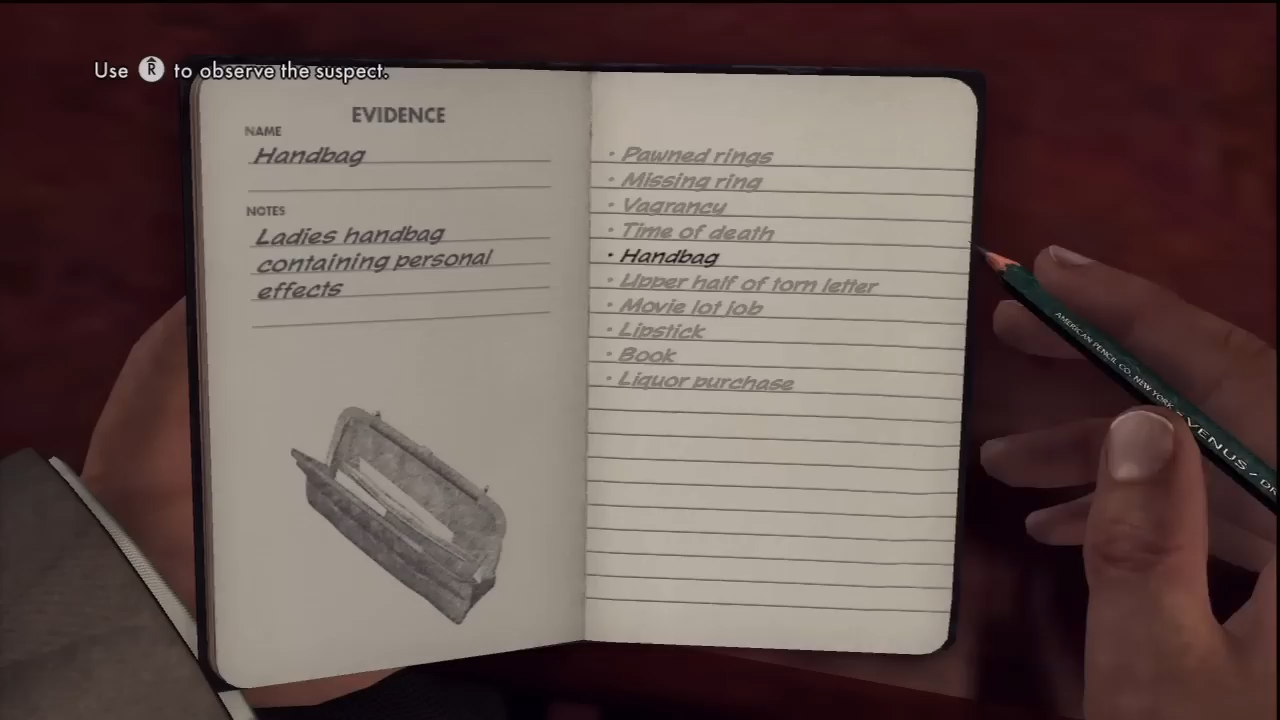 Use R to observe the suspect.
EVIDENCE
NAME
Handbag
NOTES
Ladies handbag
containing personal
effects
• Pawned rings
• Missing ring
• Vagrancy
• Time of death
• Handbag
• Upper half of torn letter
• Movie lot job
• Lipstick
• Book
• Liquor purchase
AMERICAN PENCIL CO. NEW YORK - VENUS / DR